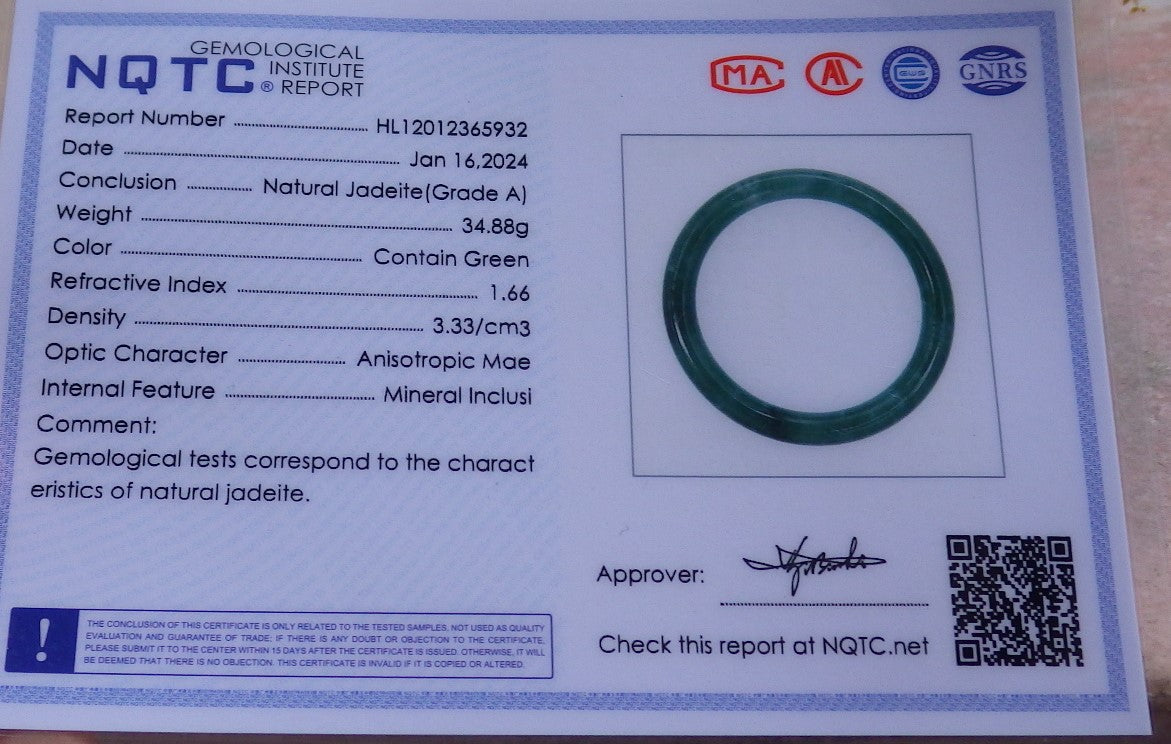 NQTC® GEMOLOGICAL INSTITUTE REPORT
MA
GWS
GNRS
Report Number HL12012365932
Date Jan 16,2024
Conclusion Natural Jadeite(Grade A)
Weight 34.88g
Color Contain Green
Refractive Index 1.66
Density 3.33/cm3
Optic Character Anisotropic Mae
Internal Feature Mineral Inclusi
Comment:
Gemological tests correspond to the charact
eristics of natural jadeite.
THE CONCLUSION OF THIS CERTIFICATE IS ONLY RELATED TO THE TESTED SAMPLES, NOT USED AS QUALITY
EVALUATION AND GUARANTEE OF TRADE; IF THERE IS ANY DOUBT OR OBJECTION TO THE CERTIFICATE,
PLEASE SUBMIT IT TO THE CENTER WITHIN 15 DAYS AFTER THE CERTIFICATE IS ISSUED. OTHERWISE, IT WILL
BE DEEMED THAT THERE IS NO OBJECTION. THIS CERTIFICATE IS INVALID IF IT IS COPIED OR ALTERED.
Approver:
Check this report at NQTC.net